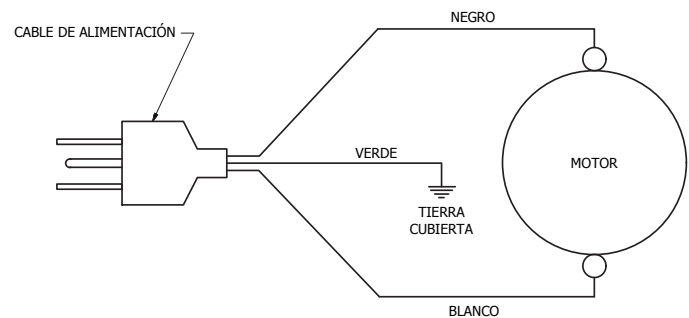 NEGRO
CABLE DE ALIMENTACIÓN
VERDE
MOTOR
TIERRA
CUBIERTA
BLANCO